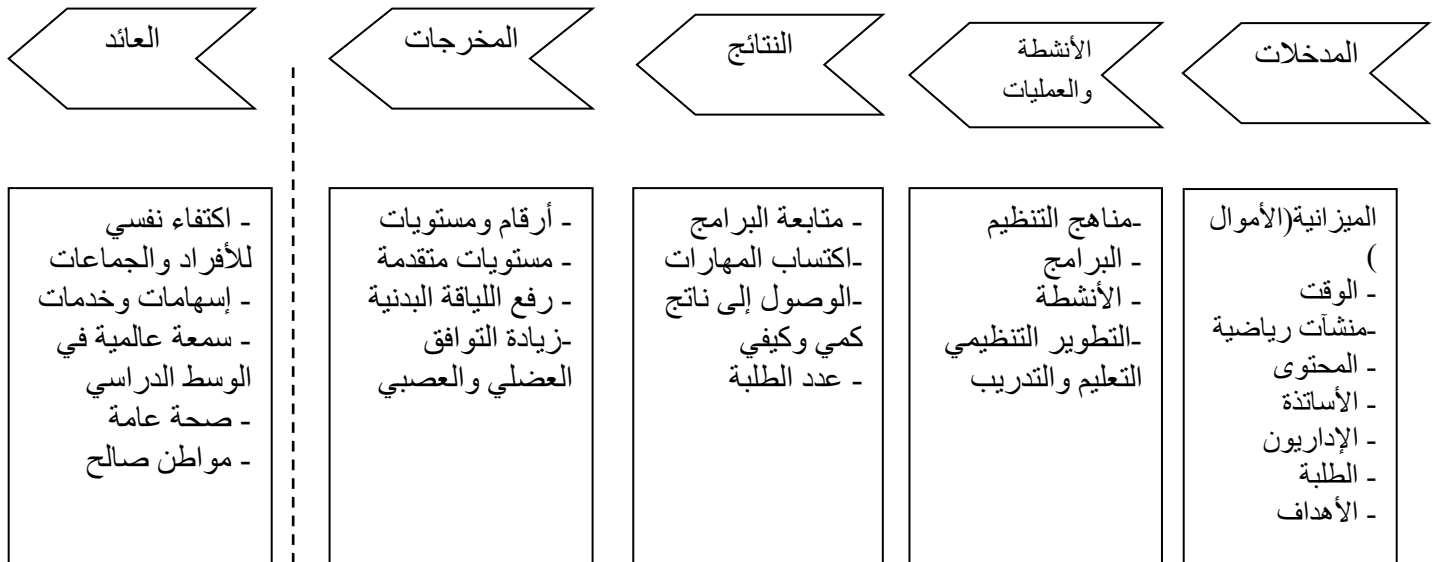 المدخلات
الأنشطة
والعمليات
النتائج
المخرجات
العائد
الميزانية(الأموال
)
- الوقت
-منشآت رياضية
- المحتوى
- الأساتذة
- الإداريون
- الطلبة
- الأهداف
-مناهج التنظيم
- البرامج
- الأنشطة
-التطوير التنظيمي
التعليم والتدريب
- متابعة البرامج
-اكتساب المهارات
-الوصول إلى ناتج
كمي وكيفي
- عدد الطلبة
- أرقام ومستويات
- مستويات متقدمة
- رفع اللياقة البدنية
-زيادة التوافق
العضلي والعصبي
- اكتفاء نفسي
للأفراد والجماعات
- إسهامات وخدمات
- سمعة عالمية في
الوسط الدراسي
- صحة عامة
- مواطن صالح